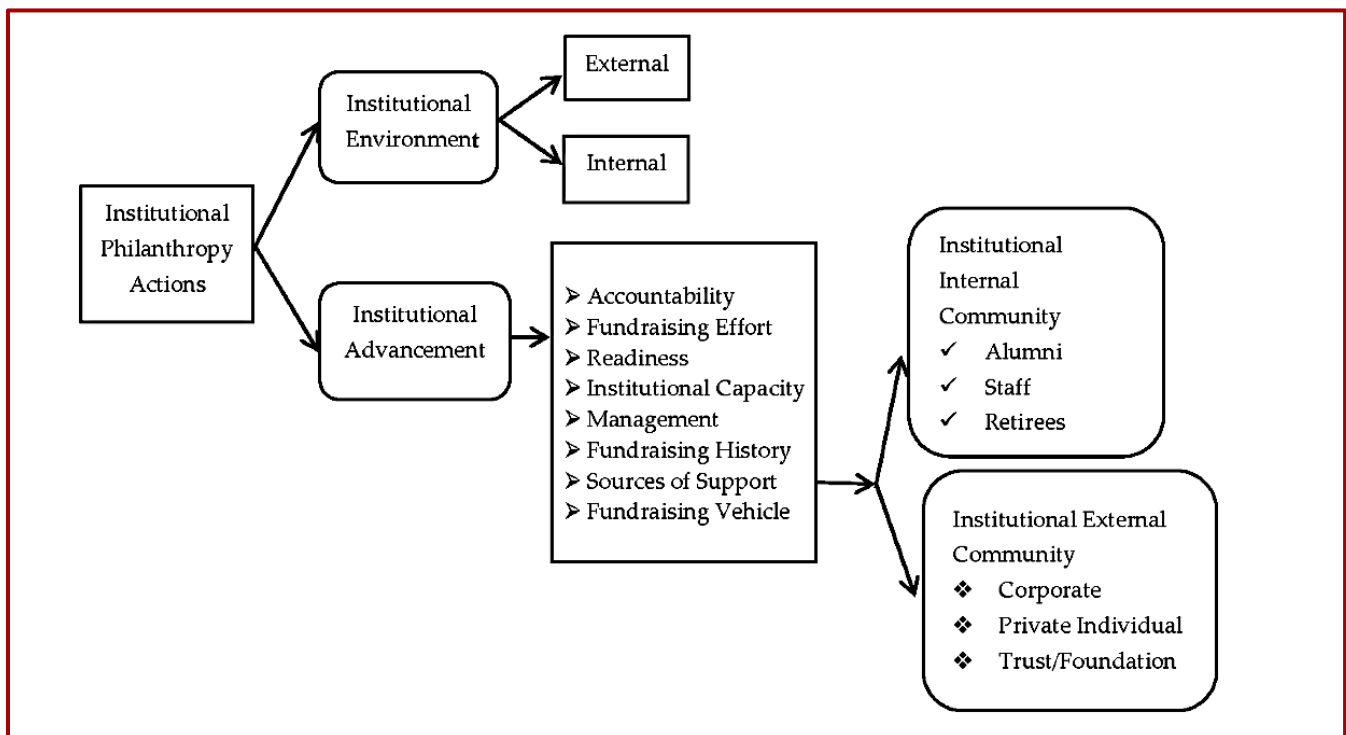 Institutional
Philanthropy
Actions
Institutional
Environment
External
Internal
Institutional
Advancement
➢ Accountability
➢ Fundraising Effort
➢ Readiness
➢ Institutional Capacity
➢ Management
➢ Fundraising History
➢ Sources of Support
➢ Fundraising Vehicle
Institutional
Internal
Community
✓ Alumni
✓ Staff
✓ Retirees
Institutional External
Community
❖ Corporate
❖ Private Individual
❖ Trust/Foundation